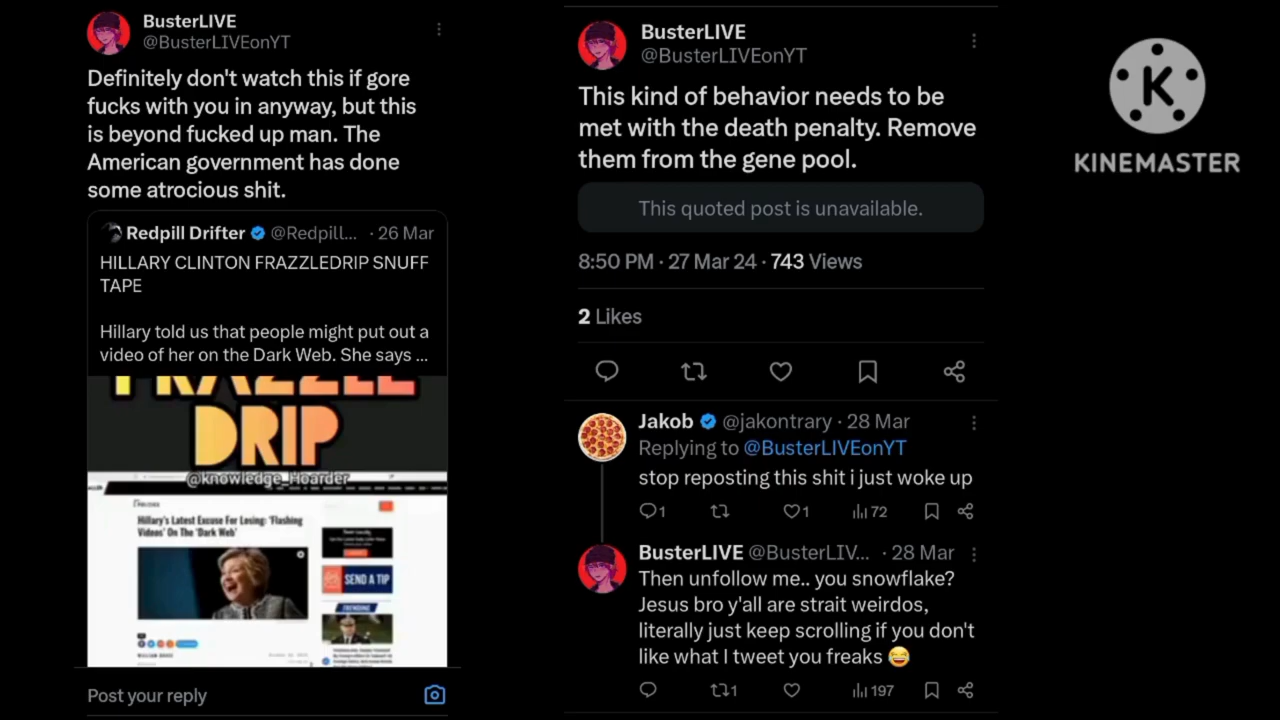 BusterLIVE
@BusterLIVEonYT
Definitely don't watch this if gore
fucks with you in anyway, but this
is beyond fucked up man. The
American government has done
some atrocious shit.
Redpill Drifter @Redpill... · 26 Mar
HILLARY CLINTON FRAZZLEDRIP SNUFF
TAPE
Hillary told us that people might put out a
video of her on the Dark Web. She says ...
FRAZZLE
DRIP
@knowledge_Hoarder
Hillary's Latest Excuse For Losing: 'Flashing
Videos' On The 'Dark Web'
SEND A TIP
TRENDING
Post your reply
BusterLIVE
@BusterLIVEonYT
This kind of behavior needs to be
met with the death penalty. Remove
them from the gene pool.
This quoted post is unavailable.
8:50 PM · 27 Mar 24 · 743 Views
2 Likes
Jakob @jakontrary · 28 Mar
Replying to @BusterLIVEonYT
stop reposting this shit i just woke up
1 1 72
BusterLIVE @BusterLIV... · 28 Mar
Then unfollow me.. you snowflake?
Jesus bro y'all are strait weirdos,
literally just keep scrolling if you don't
like what I tweet you freaks 😂
1 197
K
KINEMASTER